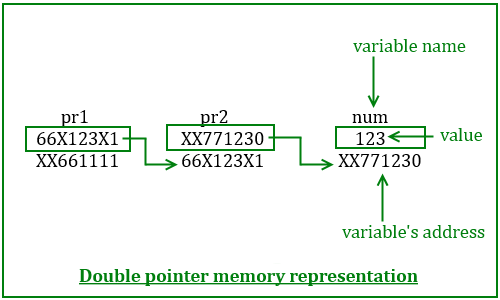 variable name
pr1 pr2 num
66X123X1 XX771230 123 value
XX661111 66X123X1 XX771230
variable's address
Double pointer memory representation